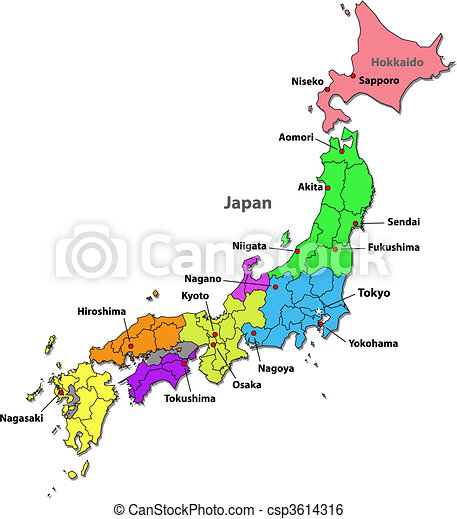 Hokkaido
Niseko
Sapporo
Aomori
Akita
Japan
Sendai
Niigata
Fukushima
Nagano
Kyoto
Tokyo
Hiroshima
Yokohama
Nagoya
Osaka
Tokushima
Nagasaki
Can Stock Photo
© Can Stock Photo - csp3614316